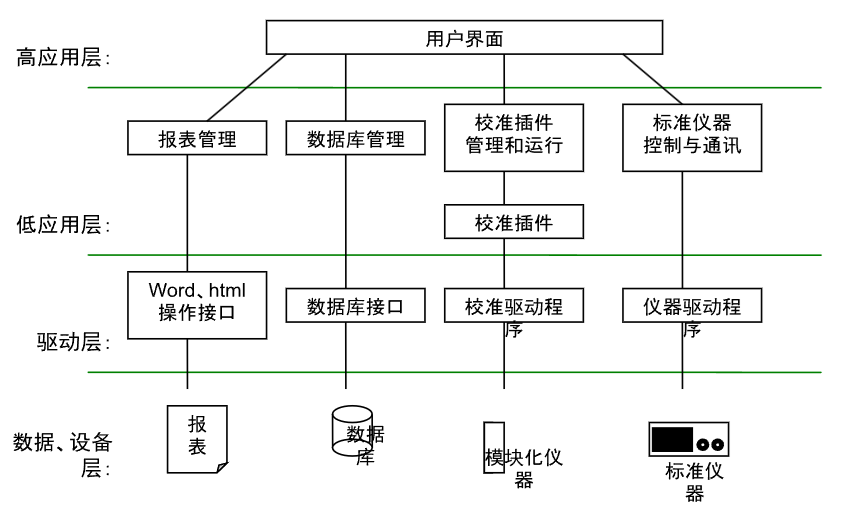 用户界面
高应用层:
报表管理
数据库管理
校准插件
管理和运行
标准仪器
控制与通讯
低应用层:
校准插件
Word、html
操作接口
数据库接口
校准驱动程
序
仪器驱动程
序
驱动层:
数据、设备
层:
报
表
数据
库
模块化仪
器
标准仪
器